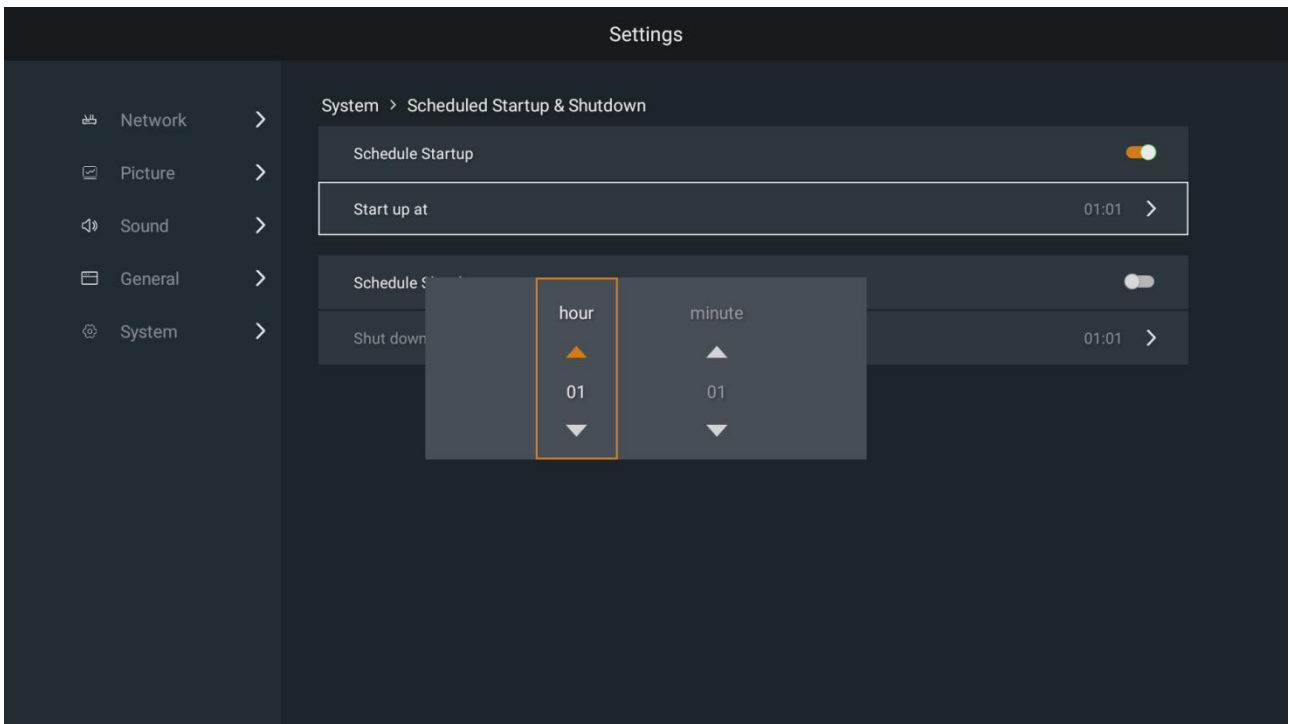 Settings
Network
Picture
Sound
General
System
System > Scheduled Startup & Shutdown
Schedule Startup
Start up at 01:01
Schedule
Shut down 01:01
hour minute
01 01